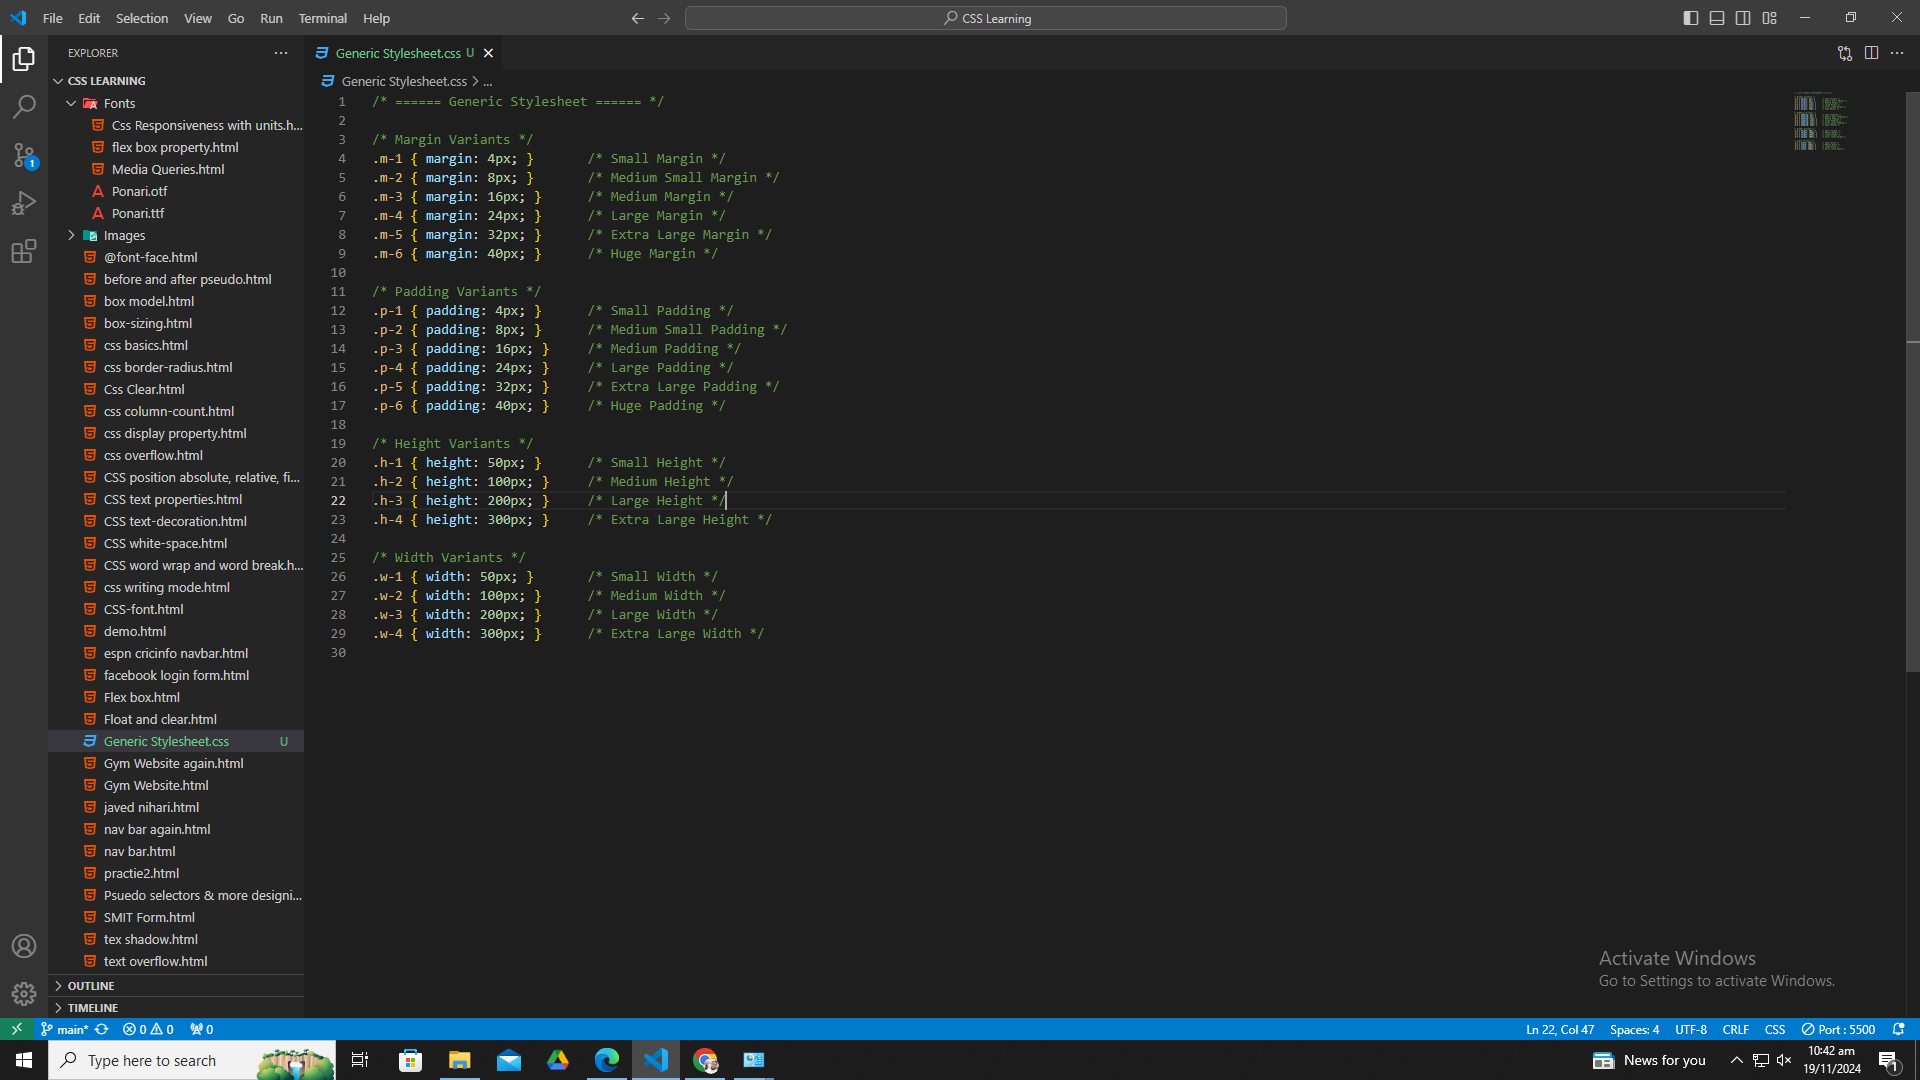 File Edit Selection View Go Run Terminal Help
CSS Learning
EXPLORER
Generic Stylesheet.css U
CSS LEARNING
Generic Stylesheet.css > ...
Fonts
Css Responsiveness with units.h...
flex box property.html
Media Queries.html
Ponari.otf
Ponari.ttf
Images
@font-face.html
before and after pseudo.html
box model.html
box-sizing.html
css basics.html
css border-radius.html
Css Clear.html
css column-count.html
css display property.html
css overflow.html
CSS position absolute, relative, fi...
CSS text properties.html
CSS text-decoration.html
CSS white-space.html
CSS word wrap and word break.h...
css writing mode.html
CSS-font.html
demo.html
espn cricinfo navbar.html
facebook login form.html
Flex box.html
Float and clear.html
Generic Stylesheet.css U
Gym Website again.html
Gym Website.html
javed nihari.html
nav bar again.html
nav bar.html
practie2.html
Psuedo selectors & more designi...
SMIT Form.html
tex shadow.html
text overflow.html
OUTLINE
TIMELINE
1 /* ====== Generic Stylesheet ====== */
2
3 /* Margin Variants */
4 .m-1 { margin: 4px; } /* Small Margin */
5 .m-2 { margin: 8px; } /* Medium Small Margin */
6 .m-3 { margin: 16px; } /* Medium Margin */
7 .m-4 { margin: 24px; } /* Large Margin */
8 .m-5 { margin: 32px; } /* Extra Large Margin */
9 .m-6 { margin: 40px; } /* Huge Margin */
10
11 /* Padding Variants */
12 .p-1 { padding: 4px; } /* Small Padding */
13 .p-2 { padding: 8px; } /* Medium Small Padding */
14 .p-3 { padding: 16px; } /* Medium Padding */
15 .p-4 { padding: 24px; } /* Large Padding */
16 .p-5 { padding: 32px; } /* Extra Large Padding */
17 .p-6 { padding: 40px; } /* Huge Padding */
18
19 /* Height Variants */
20 .h-1 { height: 50px; } /* Small Height */
21 .h-2 { height: 100px; } /* Medium Height */
22 .h-3 { height: 200px; } /* Large Height */
23 .h-4 { height: 300px; } /* Extra Large Height */
24
25 /* Width Variants */
26 .w-1 { width: 50px; } /* Small Width */
27 .w-2 { width: 100px; } /* Medium Width */
28 .w-3 { width: 200px; } /* Large Width */
29 .w-4 { width: 300px; } /* Extra Large Width */
30
Activate Windows
Go to Settings to activate Windows.
1
main* 0 0 0
Ln 22, Col 47 Spaces: 4 UTF-8 CRLF CSS Port : 5500
Type here to search
News for you
10:42 am
19/11/2024
1